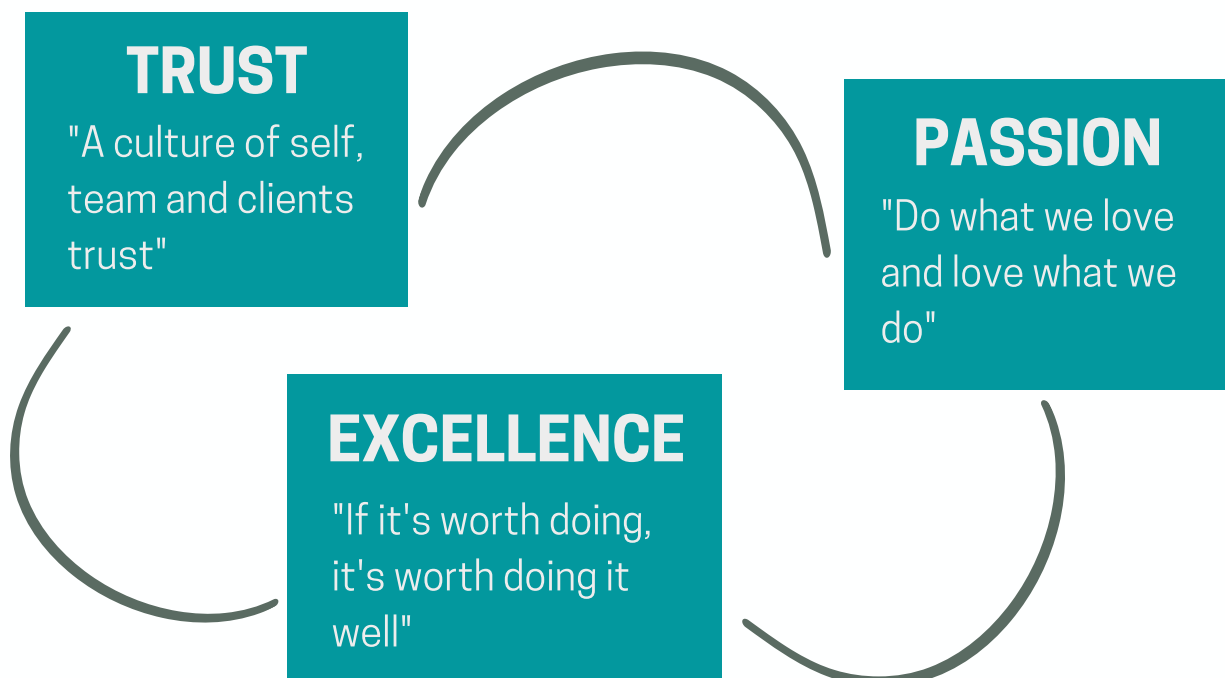 TRUST
"A culture of self,
team and clients
trust"
PASSION
"Do what we love
and love what we
do"
EXCELLENCE
"If it's worth doing,
it's worth doing it
well"